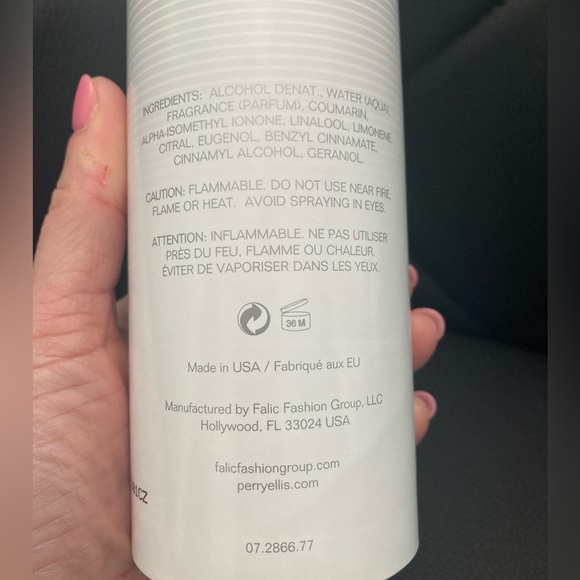 INGREDIENTS: ALCOHOL DENAT., WATER (AQUA),
FRAGRANCE (PARFUM), COUMARIN,
ALPHA-ISOMETHYL IONONE, LINALOOL, LIMONENE,
CITRAL, EUGENOL, BENZYL CINNAMATE,
CINNAMYL ALCOHOL, GERANIOL.
CAUTION: FLAMMABLE. DO NOT USE NEAR FIRE,
FLAME OR HEAT. AVOID SPRAYING IN EYES.
ATTENTION: INFLAMMABLE. NE PAS UTILISER
PRÈS DU FEU, FLAMME OU CHALEUR.
ÉVITER DE VAPORISER DANS LES YEUX.
36 M
Made in USA / Fabriqué aux EU
Manufactured by Falic Fashion Group, LLC
Hollywood, FL 33024 USA
falicfashiongroup.com
perryellis.com
07.2866.77